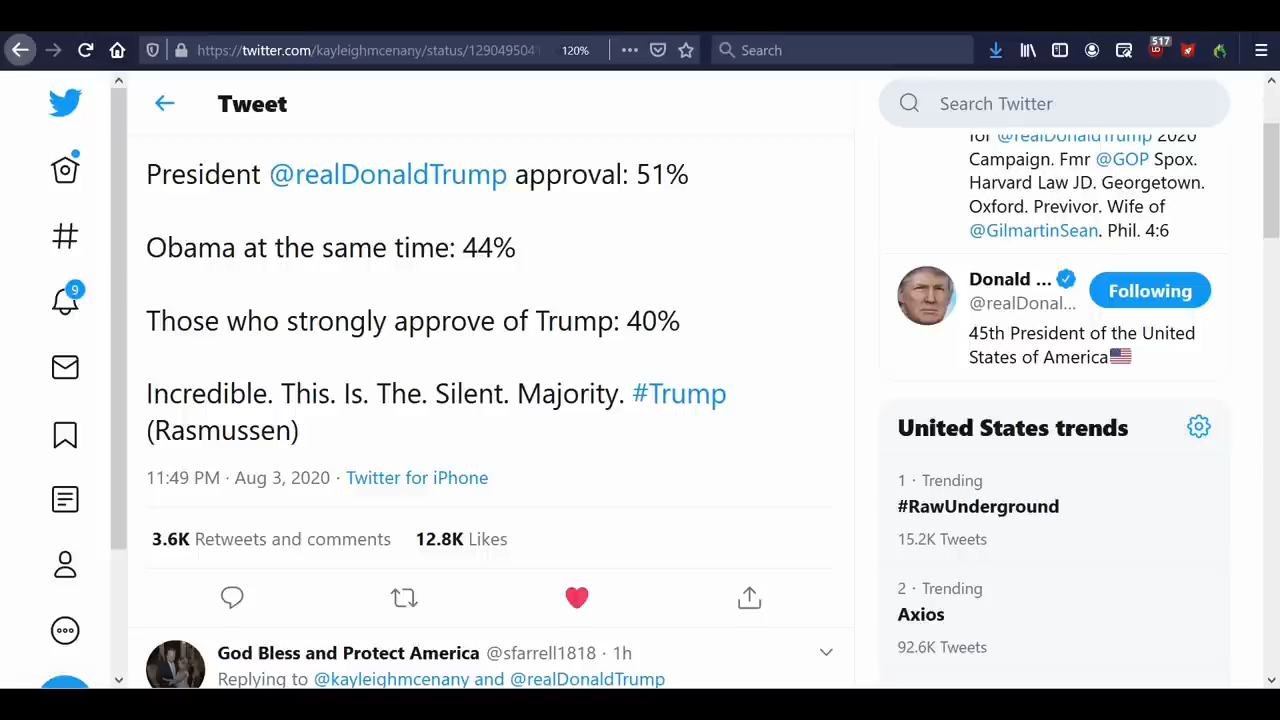 https://twitter.com/kayleighmcenany/status/129049504
120%
Search
517
Tweet
Search Twitter
President @realDonaldTrump approval: 51%
Obama at the same time: 44%
Those who strongly approve of Trump: 40%
Incredible. This. Is. The. Silent. Majority. #Trump
(Rasmussen)
11:49 PM · Aug 3, 2020 · Twitter for iPhone
3.6K Retweets and comments 12.8K Likes
God Bless and Protect America @sfarrell1818 · 1h
Replying to @kayleighmcenany and @realDonaldTrump
9
for @realDonaldTrump 2020
Campaign. Fmr @GOP Spox.
Harvard Law JD. Georgetown.
Oxford. Previvor. Wife of
@GilmartinSean. Phil. 4:6
Donald ...
@realDonal...
Following
45th President of the United
States of America
United States trends
1 · Trending
#RawUnderground
15.2K Tweets
2 · Trending
Axios
92.6K Tweets